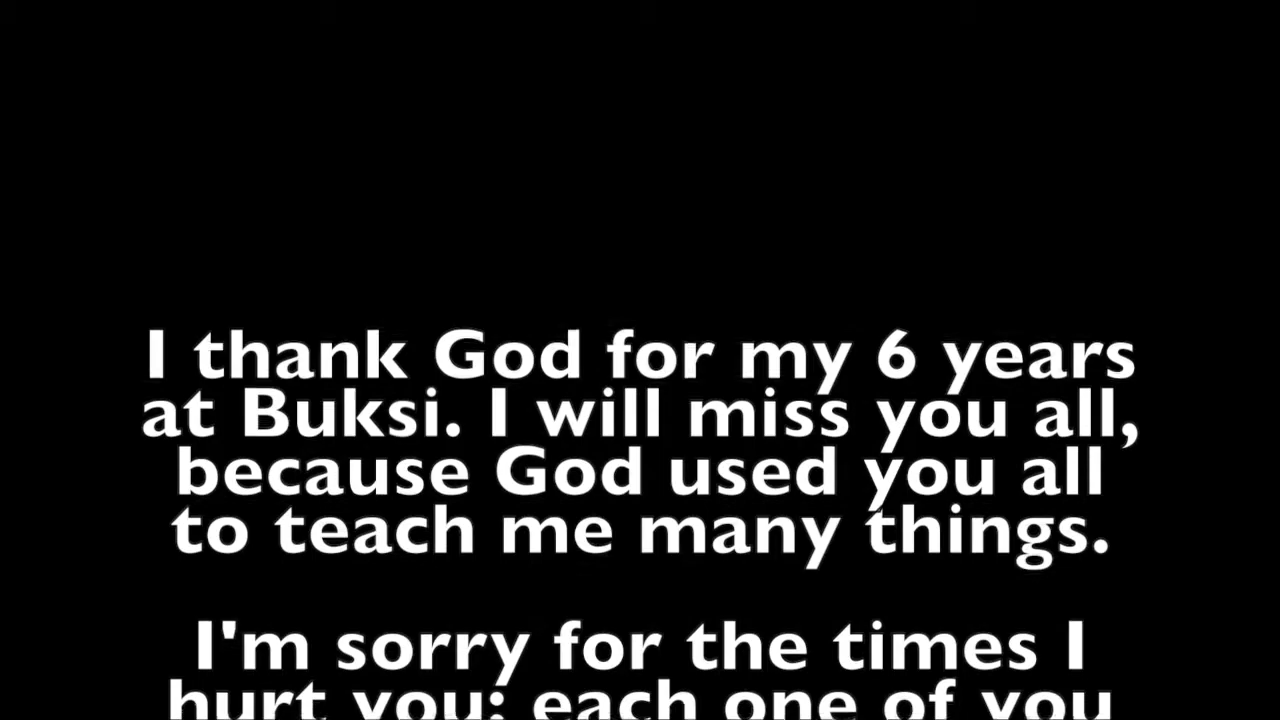 I thank God for my 6 years
at Buksi. I will miss you all,
because God used you all
to teach me many things.
I'm sorry for the times I
hurt you; each one of you